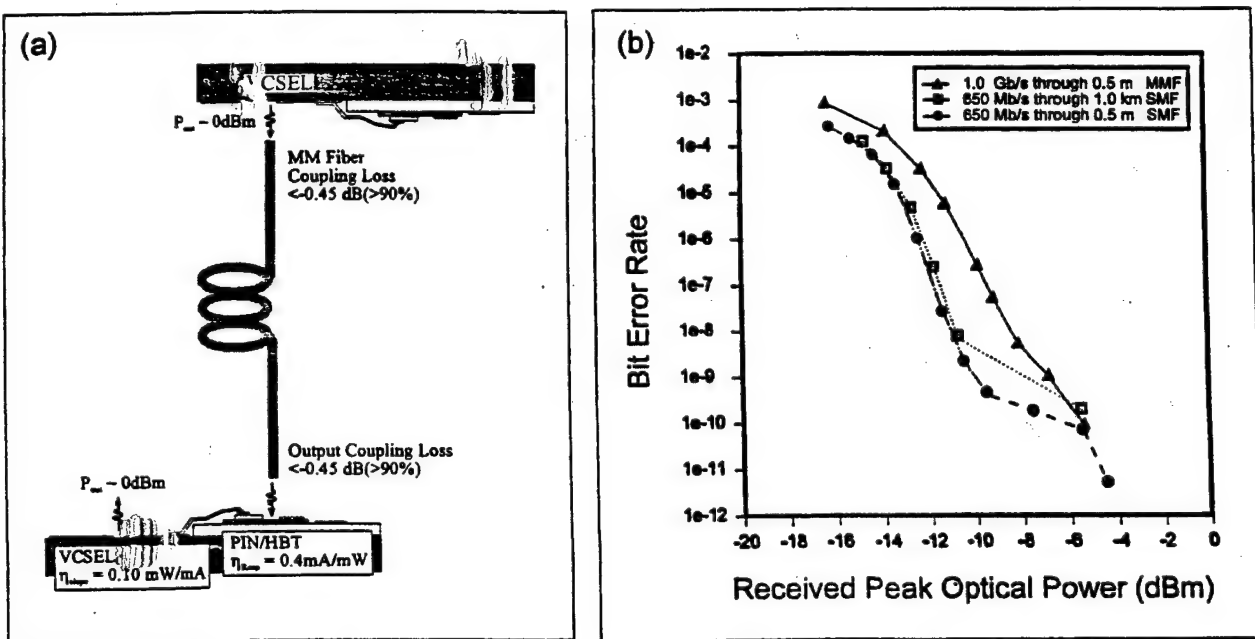 (a)
VCSEL
P ~ 0dBm
MM Fiber
Coupling Loss
<-0.45 dB(>90%)
Output Coupling Loss
<-0.45 dB(>90%)
P ~ 0dBm
VCSEL
η = 0.10 mW/mA
PIN/HBT
η = 0.4mA/mW
(b)
1e-2
1e-3
1e-4
1e-5
1e-6
1e-7
1e-8
1e-9
1e-10
1e-11
1e-12
Bit Error Rate
1.0 Gb/s through 0.5 m MMF
650 Mb/s through 1.0 km SMF
650 Mb/s through 0.5 m SMF
-20 -18 -16 -14 -12 -10 -8 -6 -4 -2 0
Received Peak Optical Power (dBm)